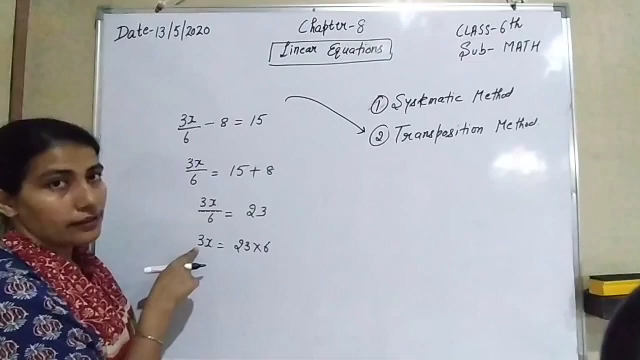 Date-13/5/2020
Chapter-8
CLASS-6th
Linear Equations
Sub- MATH
① Systematic Method
② Transposition Method.
3x/6 - 8 = 15
3x/6 = 15 + 8
3x/6 = 23
3x = 23 × 6